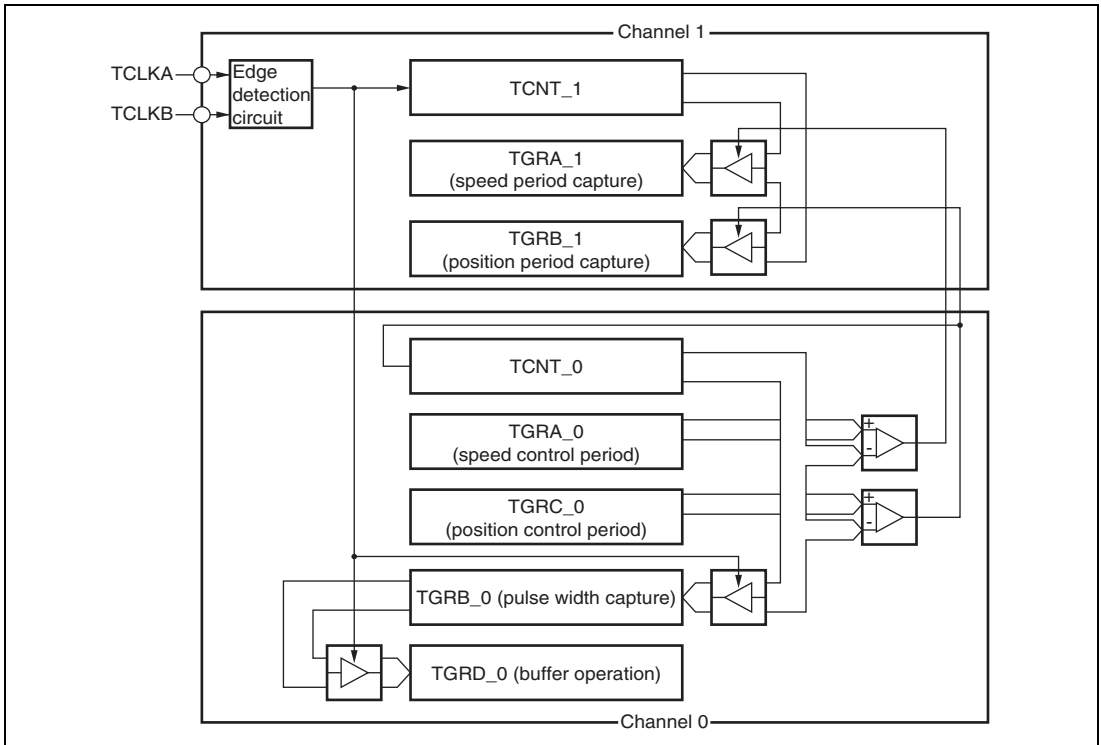 Channel 1
TCLKA
TCLKB
Edge
detection
circuit
TCNT_1
TGRA_1
(speed period capture)
TGRB_1
(position period capture)
TCNT_0
TGRA_0
(speed control period)
+
-
TGRC_0
(position control period)
+
-
TGRB_0 (pulse width capture)
TGRD_0 (buffer operation)
Channel 0